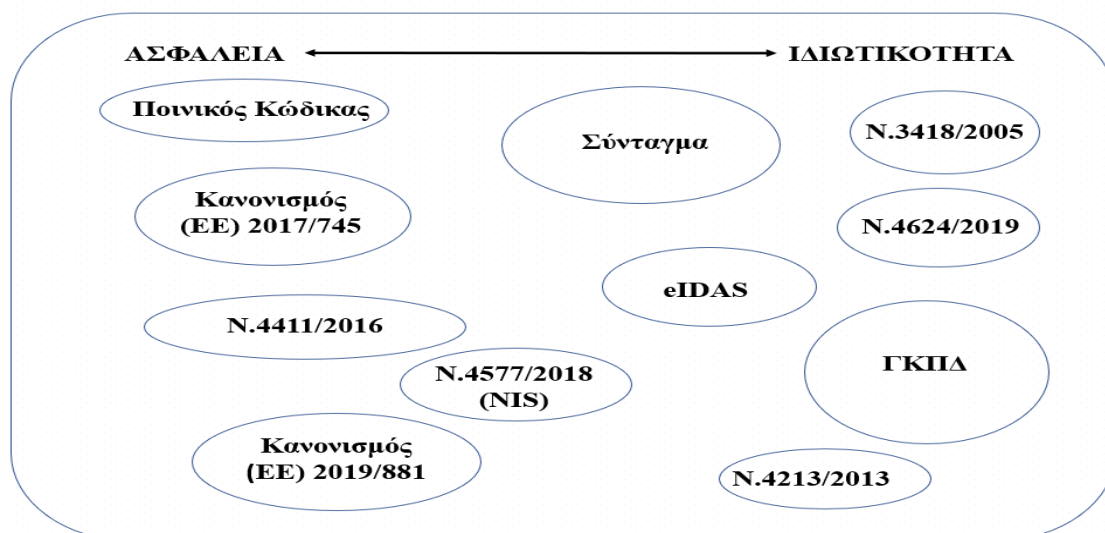 ΑΣΦΑΛΕΙΑ ΙΔΙΩΤΙΚΟΤΗΤΑ
Ποινικός Κώδικας
Σύνταγμα
Ν.3418/2005
Κανονισμός
(ΕΕ) 2017/745
Ν.4624/2019
eIDAS
Ν.4411/2016
ΓΚΠΔ
Ν.4577/2018
(NIS)
Κανονισμός
(ΕΕ) 2019/881
Ν.4213/2013